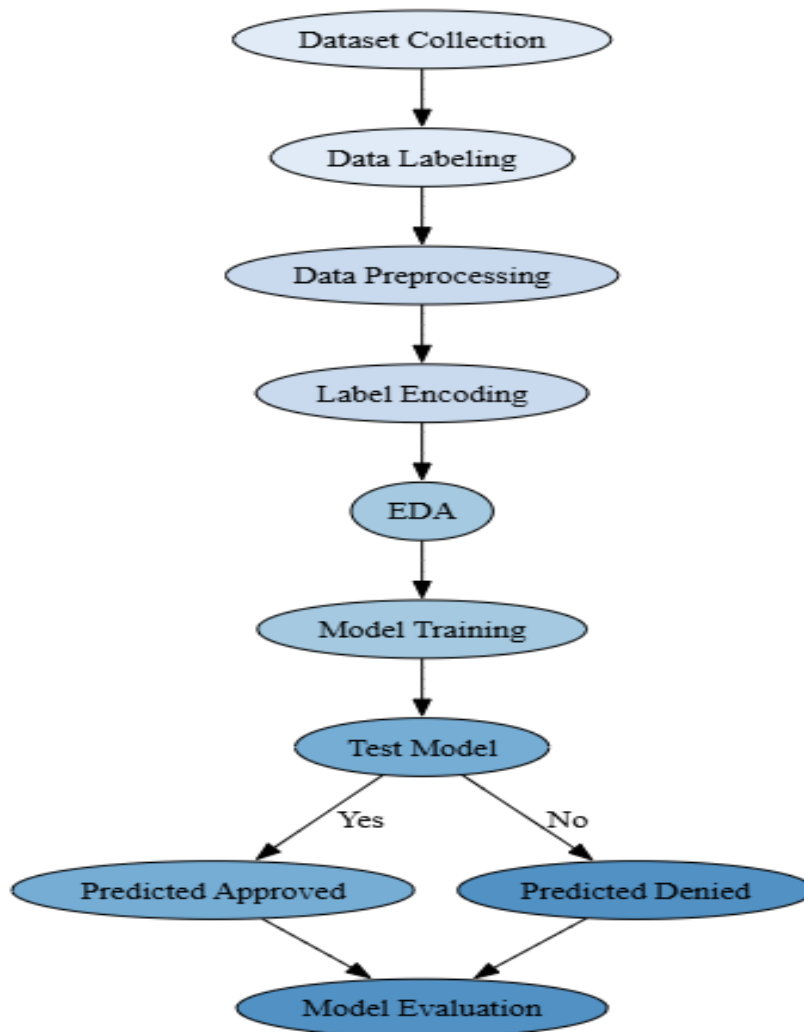 Dataset Collection
Data Labeling
Data Preprocessing
Label Encoding
EDA
Model Training
Test Model
Yes
No
Predicted Approved
Predicted Denied
Model Evaluation